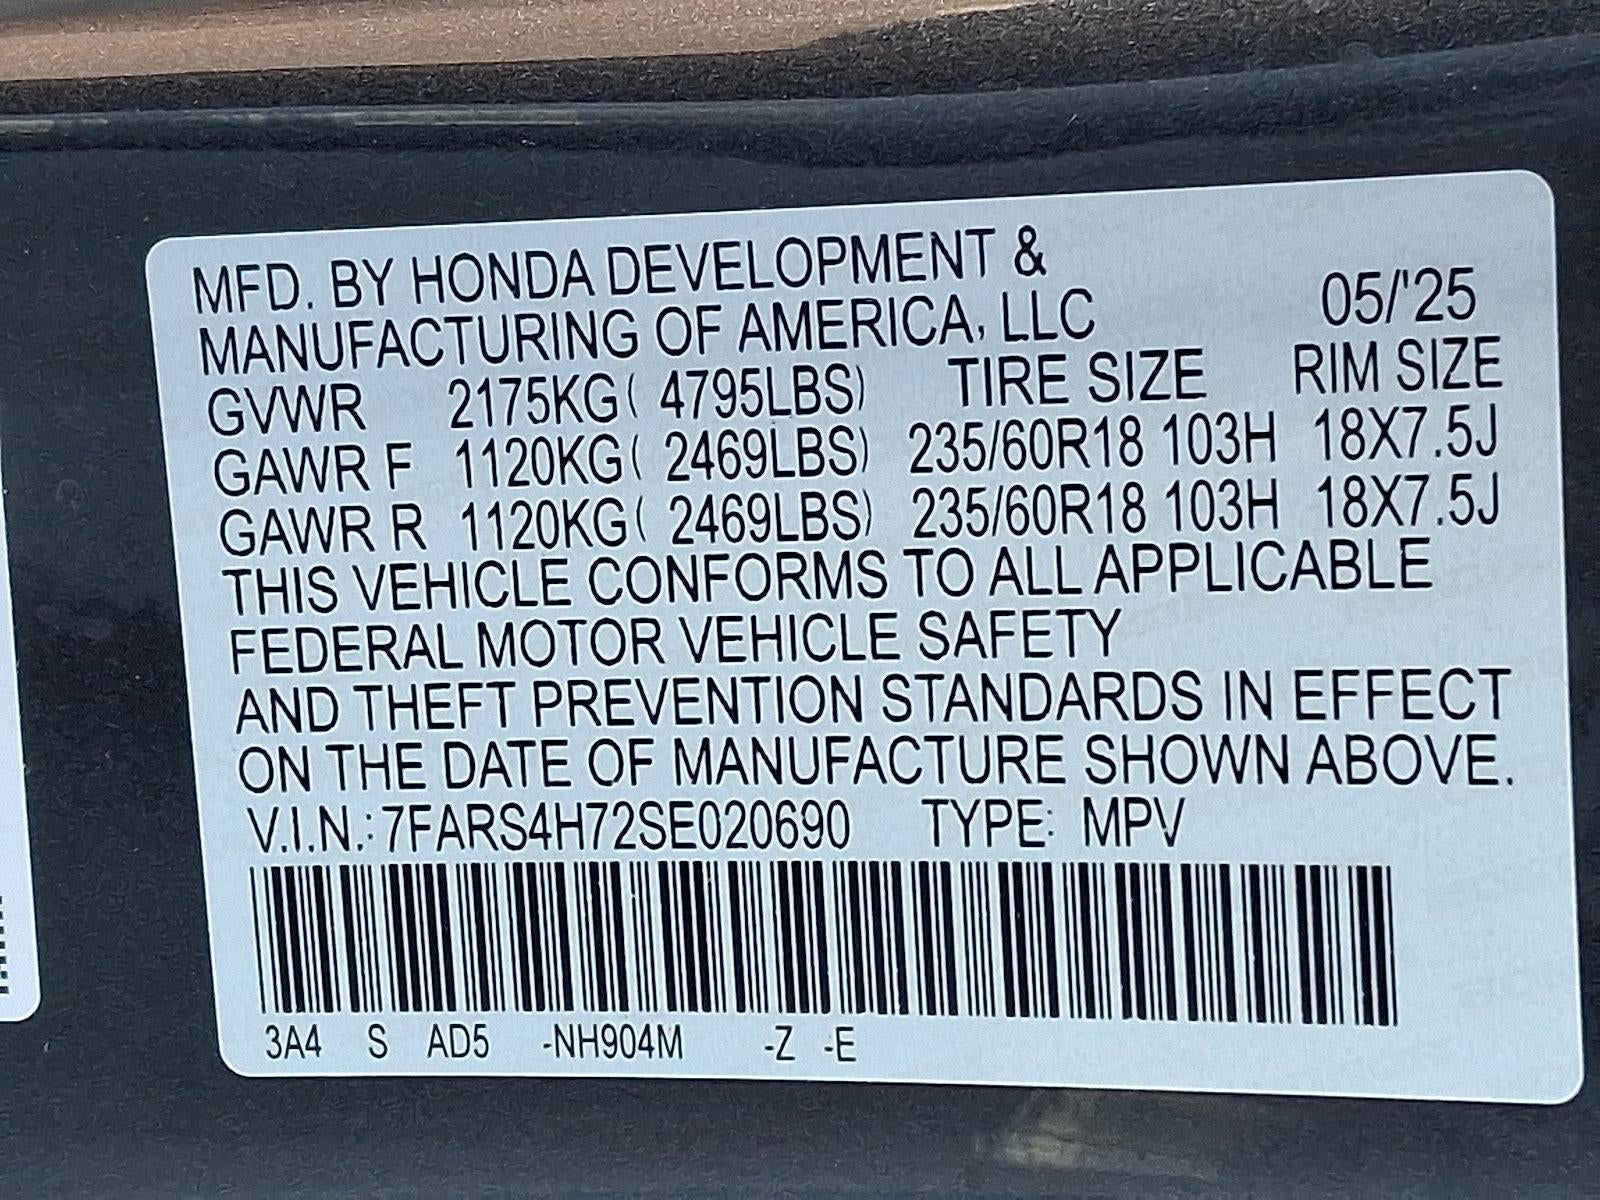 MFD. BY HONDA DEVELOPMENT &
MANUFACTURING OF AMERICA, LLC 05/'25
GVWR 2175KG( 4795LBS) TIRE SIZE RIM SIZE
GAWR F 1120KG( 2469LBS) 235/60R18 103H 18X7.5J
GAWR R 1120KG( 2469LBS) 235/60R18 103H 18X7.5J
THIS VEHICLE CONFORMS TO ALL APPLICABLE
FEDERAL MOTOR VEHICLE SAFETY
AND THEFT PREVENTION STANDARDS IN EFFECT
ON THE DATE OF MANUFACTURE SHOWN ABOVE.
V.I.N.: 7FARS4H72SE020690 TYPE: MPV
3A4 S AD5 -NH904M -Z -E